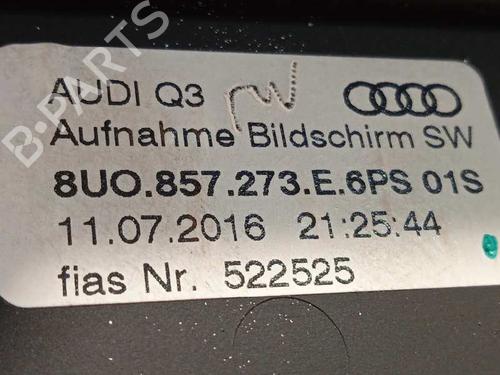 B-PARTS
AUDI Q3
Aufnahme Bildschirm SW
8UO.857.273.E.6PS 01S
11.07.2016 21:25:44
fias Nr. 522525